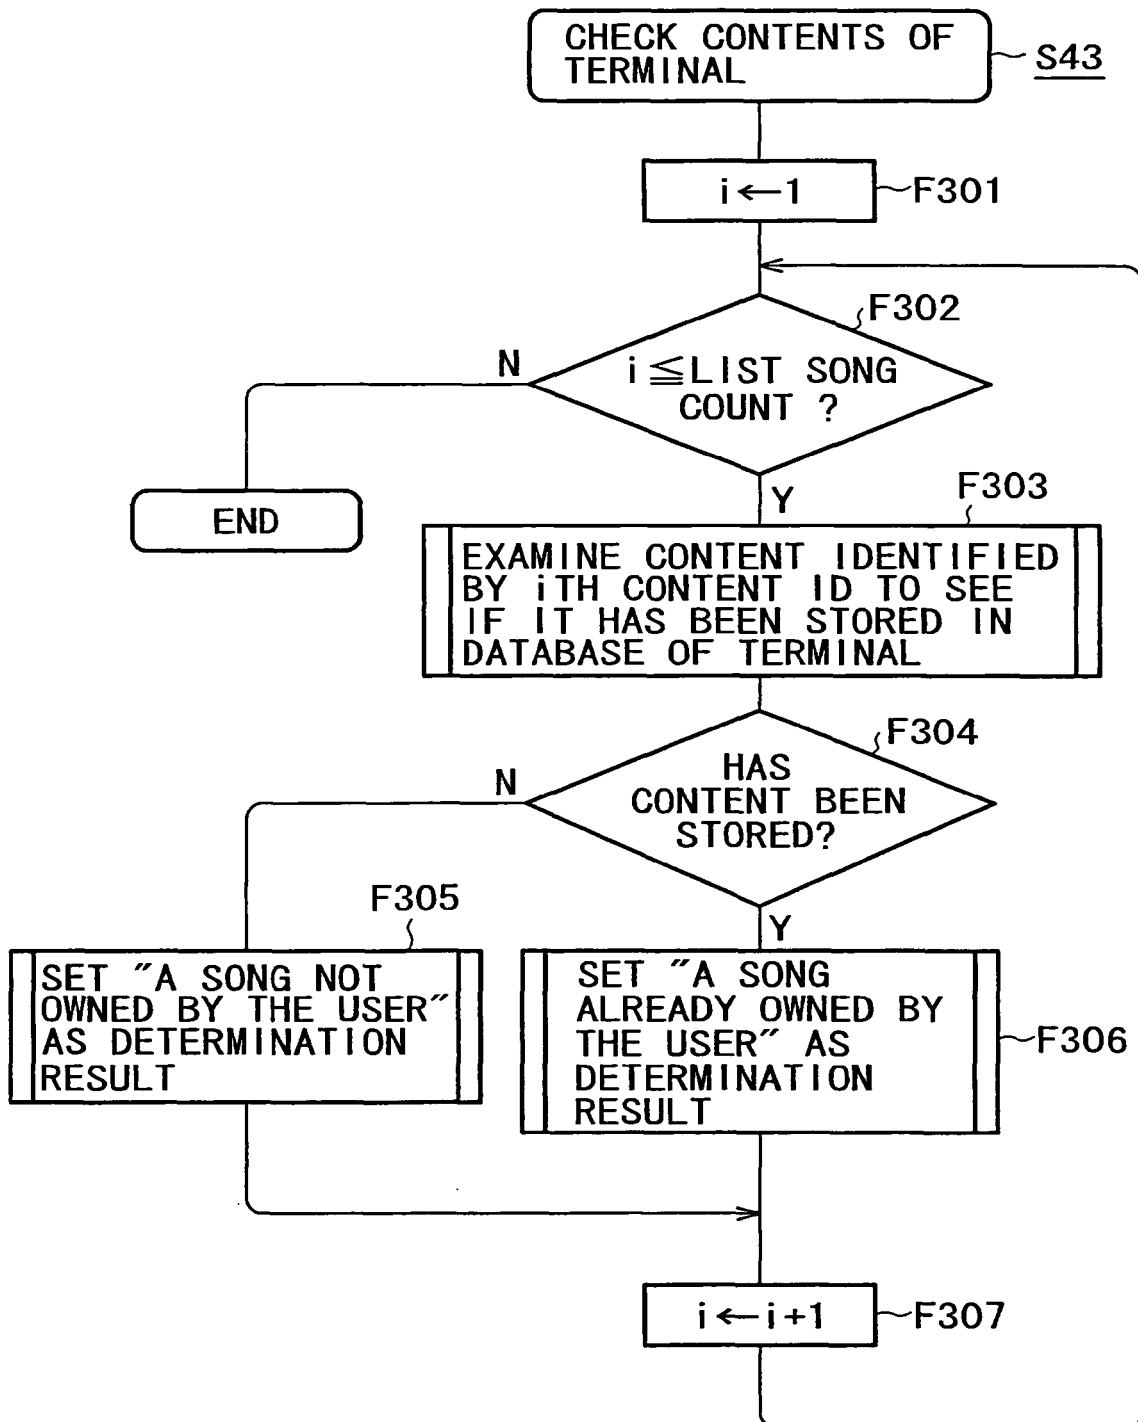 CHECK CONTENTS OF
TERMINAL
S43
i←1
F301
F302
N
i≦LIST SONG
COUNT ?
END
Y
F303
EXAMINE CONTENT IDENTIFIED
BY iTH CONTENT ID TO SEE
IF IT HAS BEEN STORED IN
DATABASE OF TERMINAL
F304
N
HAS
CONTENT BEEN
STORED?
F305
Y
SET "A SONG NOT
OWNED BY THE USER"
AS DETERMINATION
RESULT
SET "A SONG
ALREADY OWNED BY
THE USER" AS
DETERMINATION
RESULT
F306
i←i+1
F307